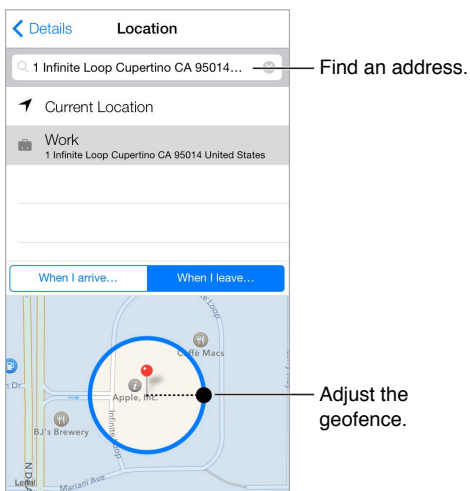 Details
Location
1 Infinite Loop Cupertino CA 95014...
Find an address.
Current Location
Work
1 Infinite Loop Cupertino CA 95014 United States
When I arrive...
When I leave...
Caffè Macs
Apple, Inc.
Adjust the
geofence.
BJ's Brewery
Infinite Loop
Mariani Ave
Legal